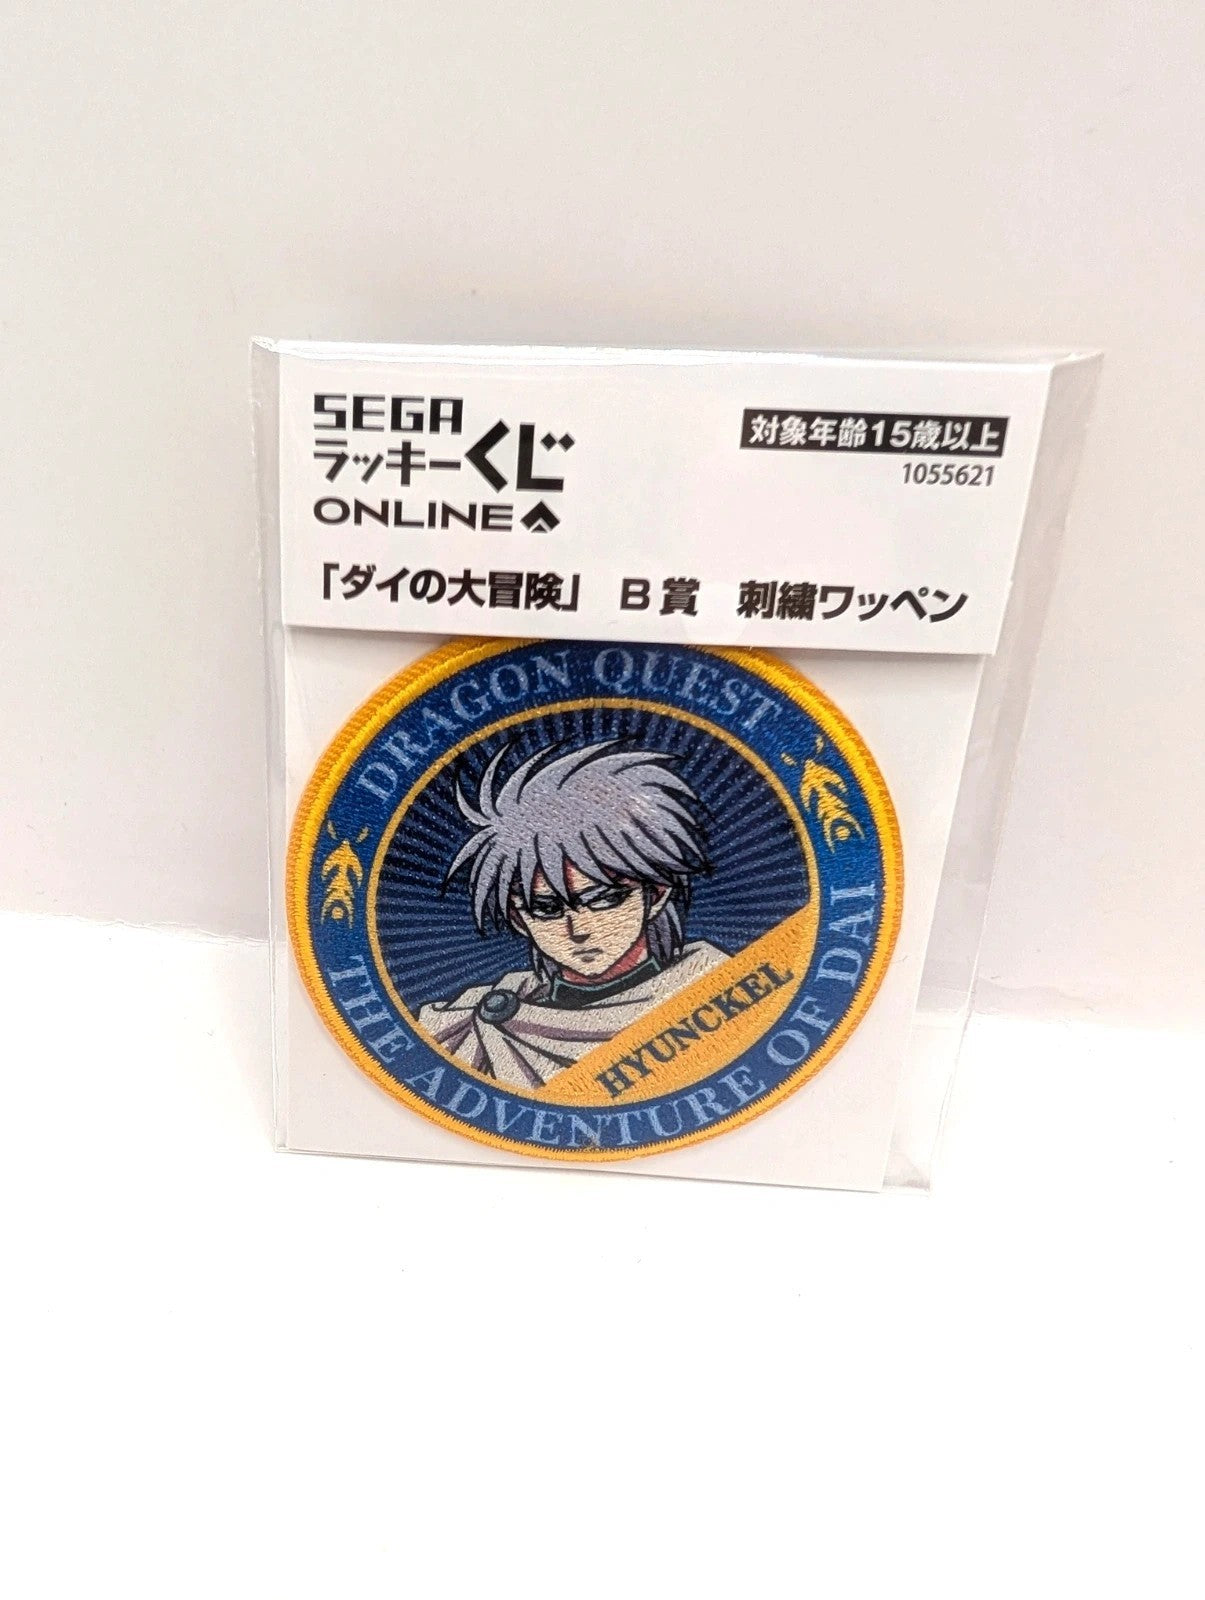 SEGA
ラッキーくじ
ONLINE
対象年齢15歳以上
1055621
「ダイの大冒険」 B賞 刺繍ワッペン
DRAGON QUEST
THE ADVENTURE OF DAI
HYUNCKEL